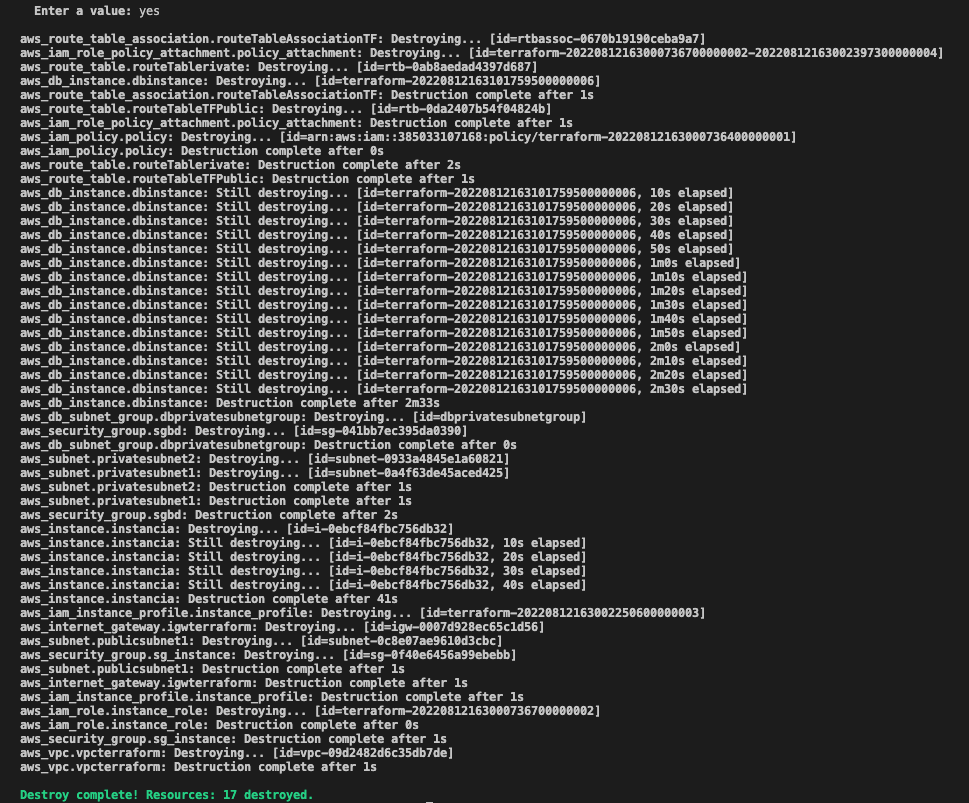 Enter a value: yes
aws_route_table_association.routeTableAssociationTF: Destroying... [id=rtbassoc-0670b19190ceba9a7]
aws_iam_role_policy_attachment.policy_attachment: Destroying... [id=terraform-20220812163000736700000002-20220812163002397300000004]
aws_route_table.routeTablerivate: Destroying... [id=rtb-0ab8aedad4397d687]
aws_db_instance.dbinstance: Destroying... [id=terraform-20220812163101759500000006]
aws_route_table_association.routeTableAssociationTF: Destruction complete after 1s
aws_route_table.routeTableTFPublic: Destroying... [id=rtb-0da2407b54f04824b]
aws_iam_role_policy_attachment.policy_attachment: Destruction complete after 1s
aws_iam_policy.policy: Destroying... [id=arn:aws:iam::385033107168:policy/terraform-20220812163000736400000001]
aws_iam_policy.policy: Destruction complete after 0s
aws_route_table.routeTablerivate: Destruction complete after 2s
aws_route_table.routeTableTFPublic: Destruction complete after 1s
aws_db_instance.dbinstance: Still destroying... [id=terraform-20220812163101759500000006, 10s elapsed]
aws_db_instance.dbinstance: Still destroying... [id=terraform-20220812163101759500000006, 20s elapsed]
aws_db_instance.dbinstance: Still destroying... [id=terraform-20220812163101759500000006, 30s elapsed]
aws_db_instance.dbinstance: Still destroying... [id=terraform-20220812163101759500000006, 40s elapsed]
aws_db_instance.dbinstance: Still destroying... [id=terraform-20220812163101759500000006, 50s elapsed]
aws_db_instance.dbinstance: Still destroying... [id=terraform-20220812163101759500000006, 1m0s elapsed]
aws_db_instance.dbinstance: Still destroying... [id=terraform-20220812163101759500000006, 1m10s elapsed]
aws_db_instance.dbinstance: Still destroying... [id=terraform-20220812163101759500000006, 1m20s elapsed]
aws_db_instance.dbinstance: Still destroying... [id=terraform-20220812163101759500000006, 1m30s elapsed]
aws_db_instance.dbinstance: Still destroying... [id=terraform-20220812163101759500000006, 1m40s elapsed]
aws_db_instance.dbinstance: Still destroying... [id=terraform-20220812163101759500000006, 1m50s elapsed]
aws_db_instance.dbinstance: Still destroying... [id=terraform-20220812163101759500000006, 2m0s elapsed]
aws_db_instance.dbinstance: Still destroying... [id=terraform-20220812163101759500000006, 2m10s elapsed]
aws_db_instance.dbinstance: Still destroying... [id=terraform-20220812163101759500000006, 2m20s elapsed]
aws_db_instance.dbinstance: Still destroying... [id=terraform-20220812163101759500000006, 2m30s elapsed]
aws_db_instance.dbinstance: Destruction complete after 2m33s
aws_db_subnet_group.dbprivatesubnetgroup: Destroying... [id=dbprivatesubnetgroup]
aws_security_group.sgbd: Destroying... [id=sg-041bb7ec395da0390]
aws_db_subnet_group.dbprivatesubnetgroup: Destruction complete after 0s
aws_subnet.privatesubnet2: Destroying... [id=subnet-0933a4845e1a60821]
aws_subnet.privatesubnet1: Destroying... [id=subnet-0a4f63de45aced425]
aws_subnet.privatesubnet2: Destruction complete after 1s
aws_subnet.privatesubnet1: Destruction complete after 1s
aws_security_group.sgbd: Destruction complete after 2s
aws_instance.instancia: Destroying... [id=i-0ebcf84fbc756db32]
aws_instance.instancia: Still destroying... [id=i-0ebcf84fbc756db32, 10s elapsed]
aws_instance.instancia: Still destroying... [id=i-0ebcf84fbc756db32, 20s elapsed]
aws_instance.instancia: Still destroying... [id=i-0ebcf84fbc756db32, 30s elapsed]
aws_instance.instancia: Still destroying... [id=i-0ebcf84fbc756db32, 40s elapsed]
aws_instance.instancia: Destruction complete after 41s
aws_iam_instance_profile.instance_profile: Destroying... [id=terraform-20220812163002250600000003]
aws_internet_gateway.igwterraform: Destroying... [id=igw-0007d928ec65c1d56]
aws_subnet.publicsubnet1: Destroying... [id=subnet-0c8e07ae9610d3cbc]
aws_security_group.sg_instance: Destroying... [id=sg-0f40e6456a99ebebb]
aws_subnet.publicsubnet1: Destruction complete after 1s
aws_internet_gateway.igwterraform: Destruction complete after 1s
aws_iam_instance_profile.instance_profile: Destruction complete after 1s
aws_iam_role.instance_role: Destroying... [id=terraform-20220812163000736700000002]
aws_iam_role.instance_role: Destruction complete after 0s
aws_security_group.sg_instance: Destruction complete after 1s
aws_vpc.vpcterraform: Destroying... [id=vpc-09d2482d6c35db7de]
aws_vpc.vpcterraform: Destruction complete after 1s
Destroy complete! Resources: 17 destroyed.